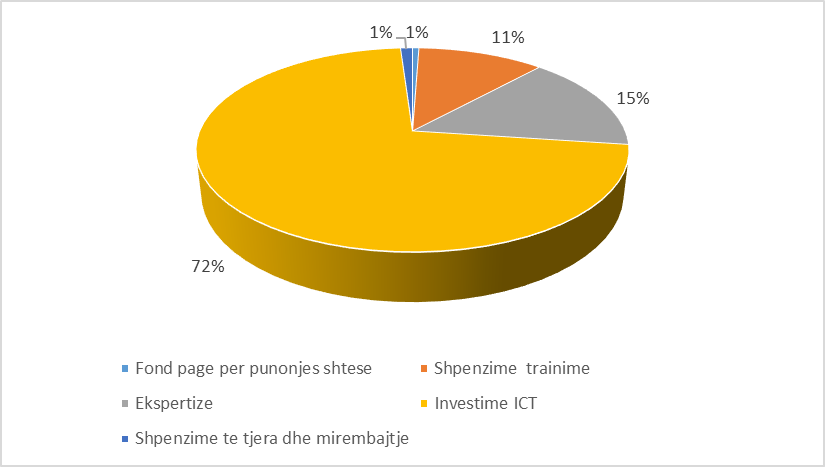 1% 1%
11%
15%
72%
Fond page per punonjes shtese
Shpenzime trainime
Ekspertize
Investime ICT
Shpenzime te tjera dhe mirembajtje